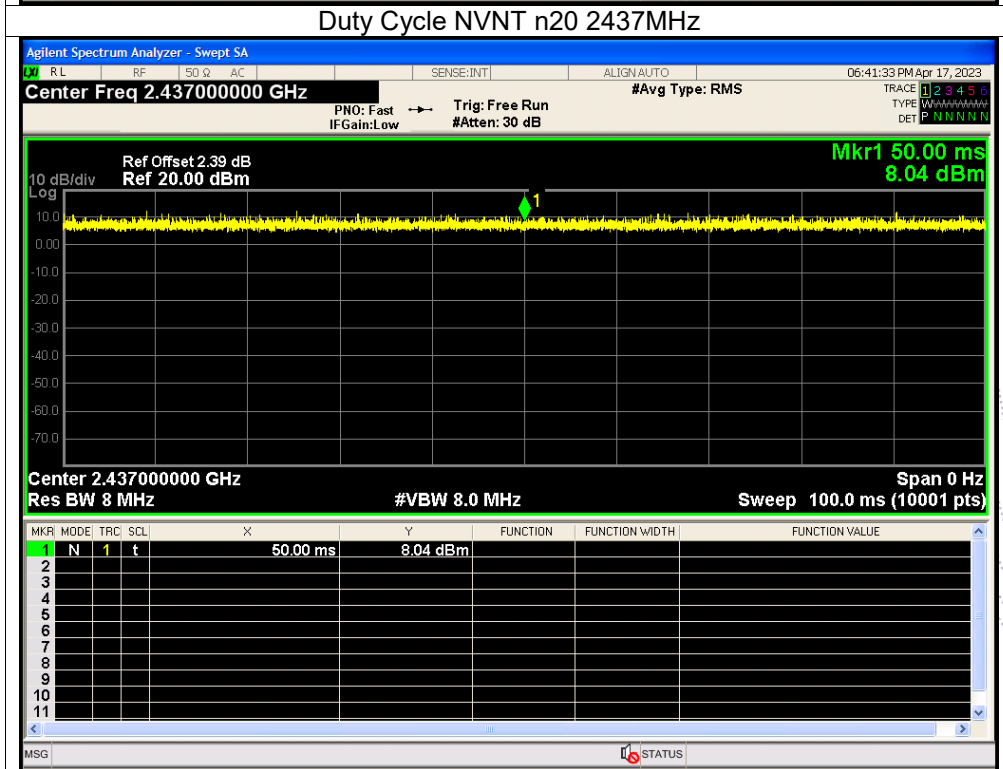 Duty Cycle NVNT n20 2437MHz
Agilent Spectrum Analyzer - Swept SA
LXI RL RF 50 Ω AC SENSE:INT ALIGN AUTO 06:41:33 PM Apr 17, 2023
Center Freq 2.437000000 GHz #Avg Type: RMS TRACE 1 2 3 4 5 6
PNO: Fast Trig: Free Run TYPE W
IFGain:Low #Atten: 30 dB DET P N N N N N
Mkr1 50.00 ms
Ref Offset 2.39 dB
10 dB/div Ref 20.00 dBm 8.04 dBm
Log
1
10.0
0.00
-10.0
-20.0
-30.0
-40.0
-50.0
-60.0
-70.0
Center 2.437000000 GHz Span 0 Hz
Res BW 8 MHz #VBW 8.0 MHz Sweep 100.0 ms (10001 pts)
MKR MODE TRC SCL X Y FUNCTION FUNCTION WIDTH FUNCTION VALUE
1 N 1 t 50.00 ms 8.04 dBm
2
3
4
5
6
7
8
9
10
11
MSG STATUS